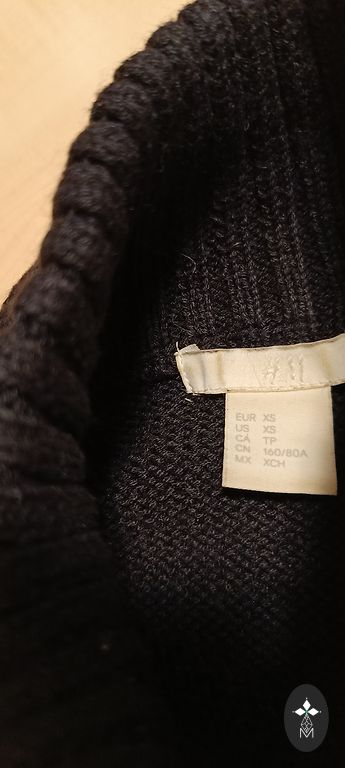 EUR XS
US XS
CA TP
CN 160/80A
MX XCH
M